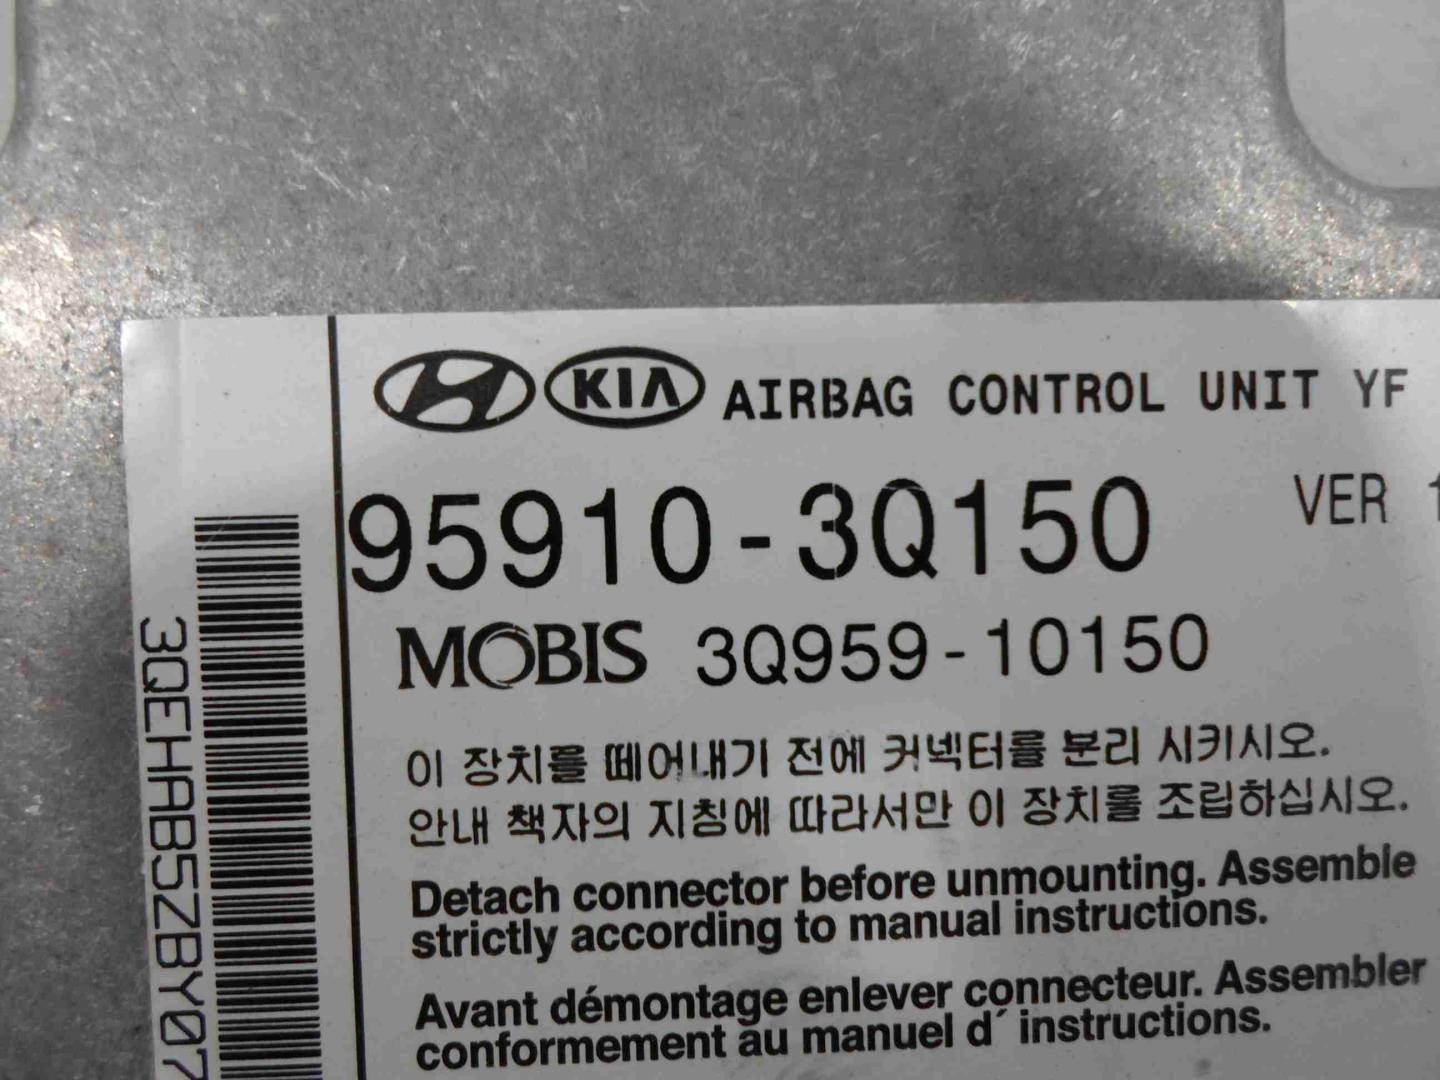 KIA AIRBAG CONTROL UNIT YF
95910-3Q150 VER 1
MOBIS 3Q959-10150
이 장치를 떼어내기 전에 커넥터를 분리 시키시오.
안내 책자의 지침에 따라서만 이 장치를 조립하십시오.
Detach connector before unmounting. Assemble
strictly according to manual instructions.
Avant démontage enlever connecteur. Assembler
conformement au manuel d´ instructions.
3QEHAB5ZBY07